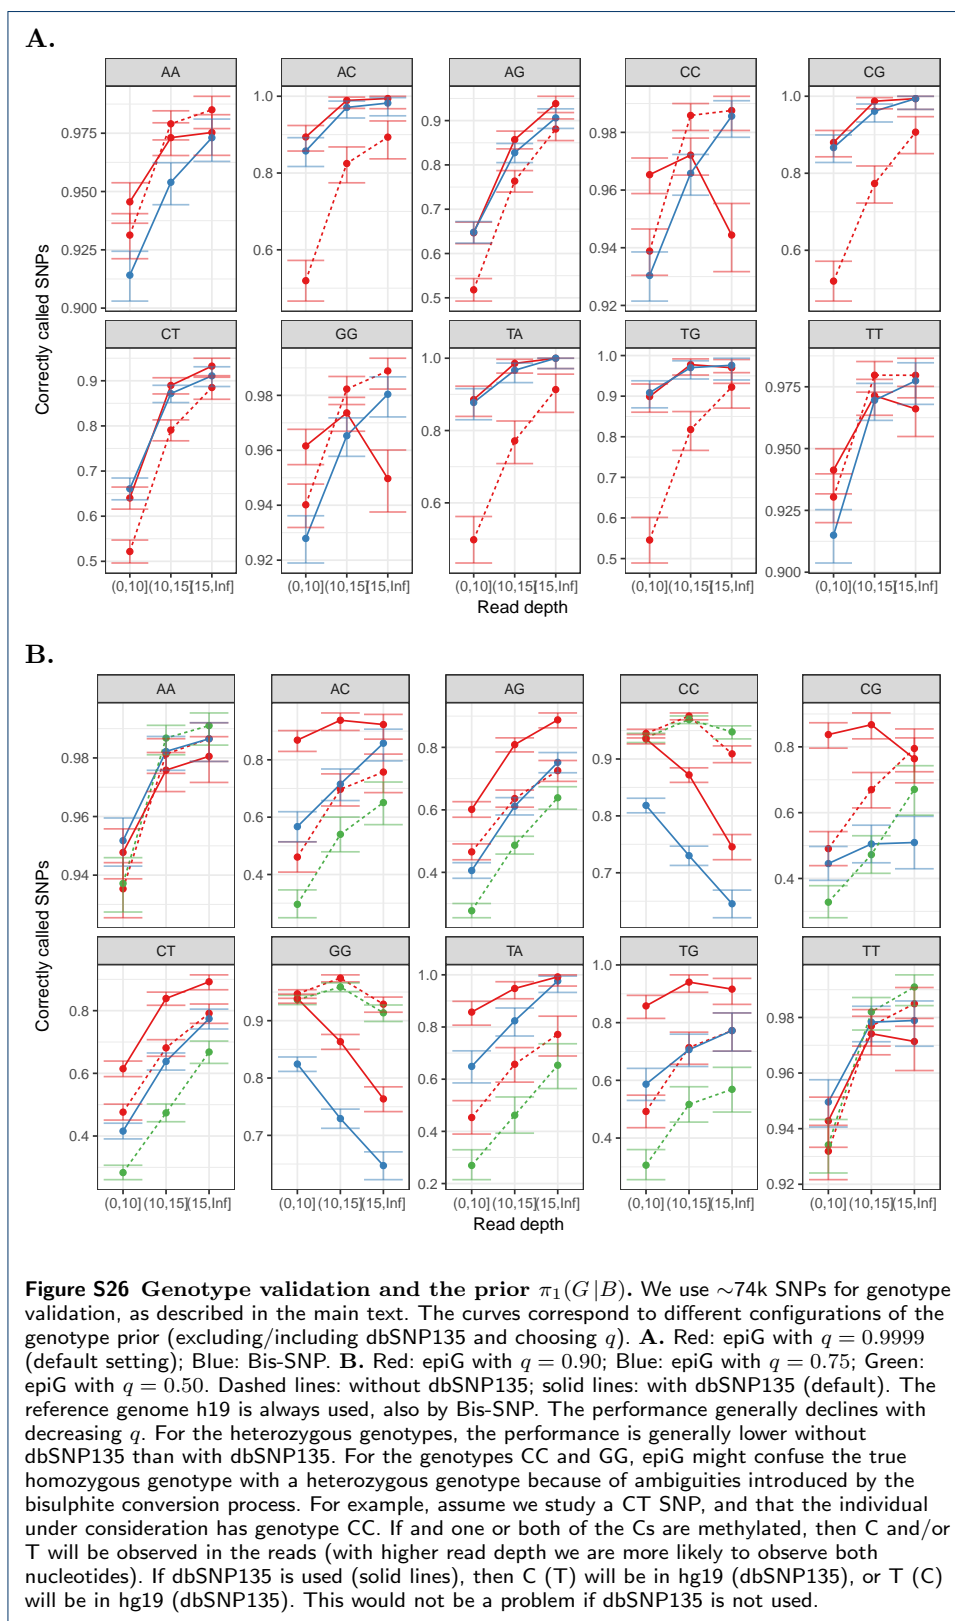 A.
AA AC AG CC CG
0.975
0.950
0.925
0.900
1.0
0.8
0.6
0.9
0.8
0.7
0.6
0.5
0.98
0.96
0.94
0.92
1.0
0.8
0.6
CT GG TA TG TT
0.9
0.8
0.7
0.6
0.5
0.98
0.96
0.94
0.92
1.0
0.8
0.6
1.0
0.9
0.8
0.7
0.6
0.5
0.975
0.950
0.925
0.900
Correctly called SNPs
(0,10] (10,15] (15,Inf] (0,10] (10,15] (15,Inf] (0,10] (10,15] (15,Inf] (0,10] (10,15] (15,Inf] (0,10] (10,15] (15,Inf]
Read depth
B.
AA AC AG CC CG
0.98
0.96
0.94
0.8
0.6
0.4
0.8
0.6
0.4
1.0
0.9
0.8
0.7
0.8
0.6
0.4
CT GG TA TG TT
0.8
0.6
0.4
1.0
0.9
0.8
0.7
1.0
0.8
0.6
0.4
0.2
1.0
0.8
0.6
0.4
0.98
0.96
0.94
0.92
Correctly called SNPs
(0,10] (10,15] (15,Inf] (0,10] (10,15] (15,Inf] (0,10] (10,15] (15,Inf] (0,10] (10,15] (15,Inf] (0,10] (10,15] (15,Inf]
Read depth
Figure S26 Genotype validation and the prior π₁(G|B). We use ∼74k SNPs for genotype
validation, as described in the main text. The curves correspond to different configurations of the
genotype prior (excluding/including dbSNP135 and choosing q). A. Red: epiG with q = 0.9999
(default setting); Blue: Bis-SNP. B. Red: epiG with q = 0.90; Blue: epiG with q = 0.75; Green:
epiG with q = 0.50. Dashed lines: without dbSNP135; solid lines: with dbSNP135 (default). The
reference genome h19 is always used, also by Bis-SNP. The performance generally declines with
decreasing q. For the heterozygous genotypes, the performance is generally lower without
dbSNP135 than with dbSNP135. For the genotypes CC and GG, epiG might confuse the true
homozygous genotype with a heterozygous genotype because of ambiguities introduced by the
bisulphite conversion process. For example, assume we study a CT SNP, and that the individual
under consideration has genotype CC. If and one or both of the Cs are methylated, then C and/or
T will be observed in the reads (with higher read depth we are more likely to observe both
nucleotides). If dbSNP135 is used (solid lines), then C (T) will be in hg19 (dbSNP135), or T (C)
will be in hg19 (dbSNP135). This would not be a problem if dbSNP135 is not used.